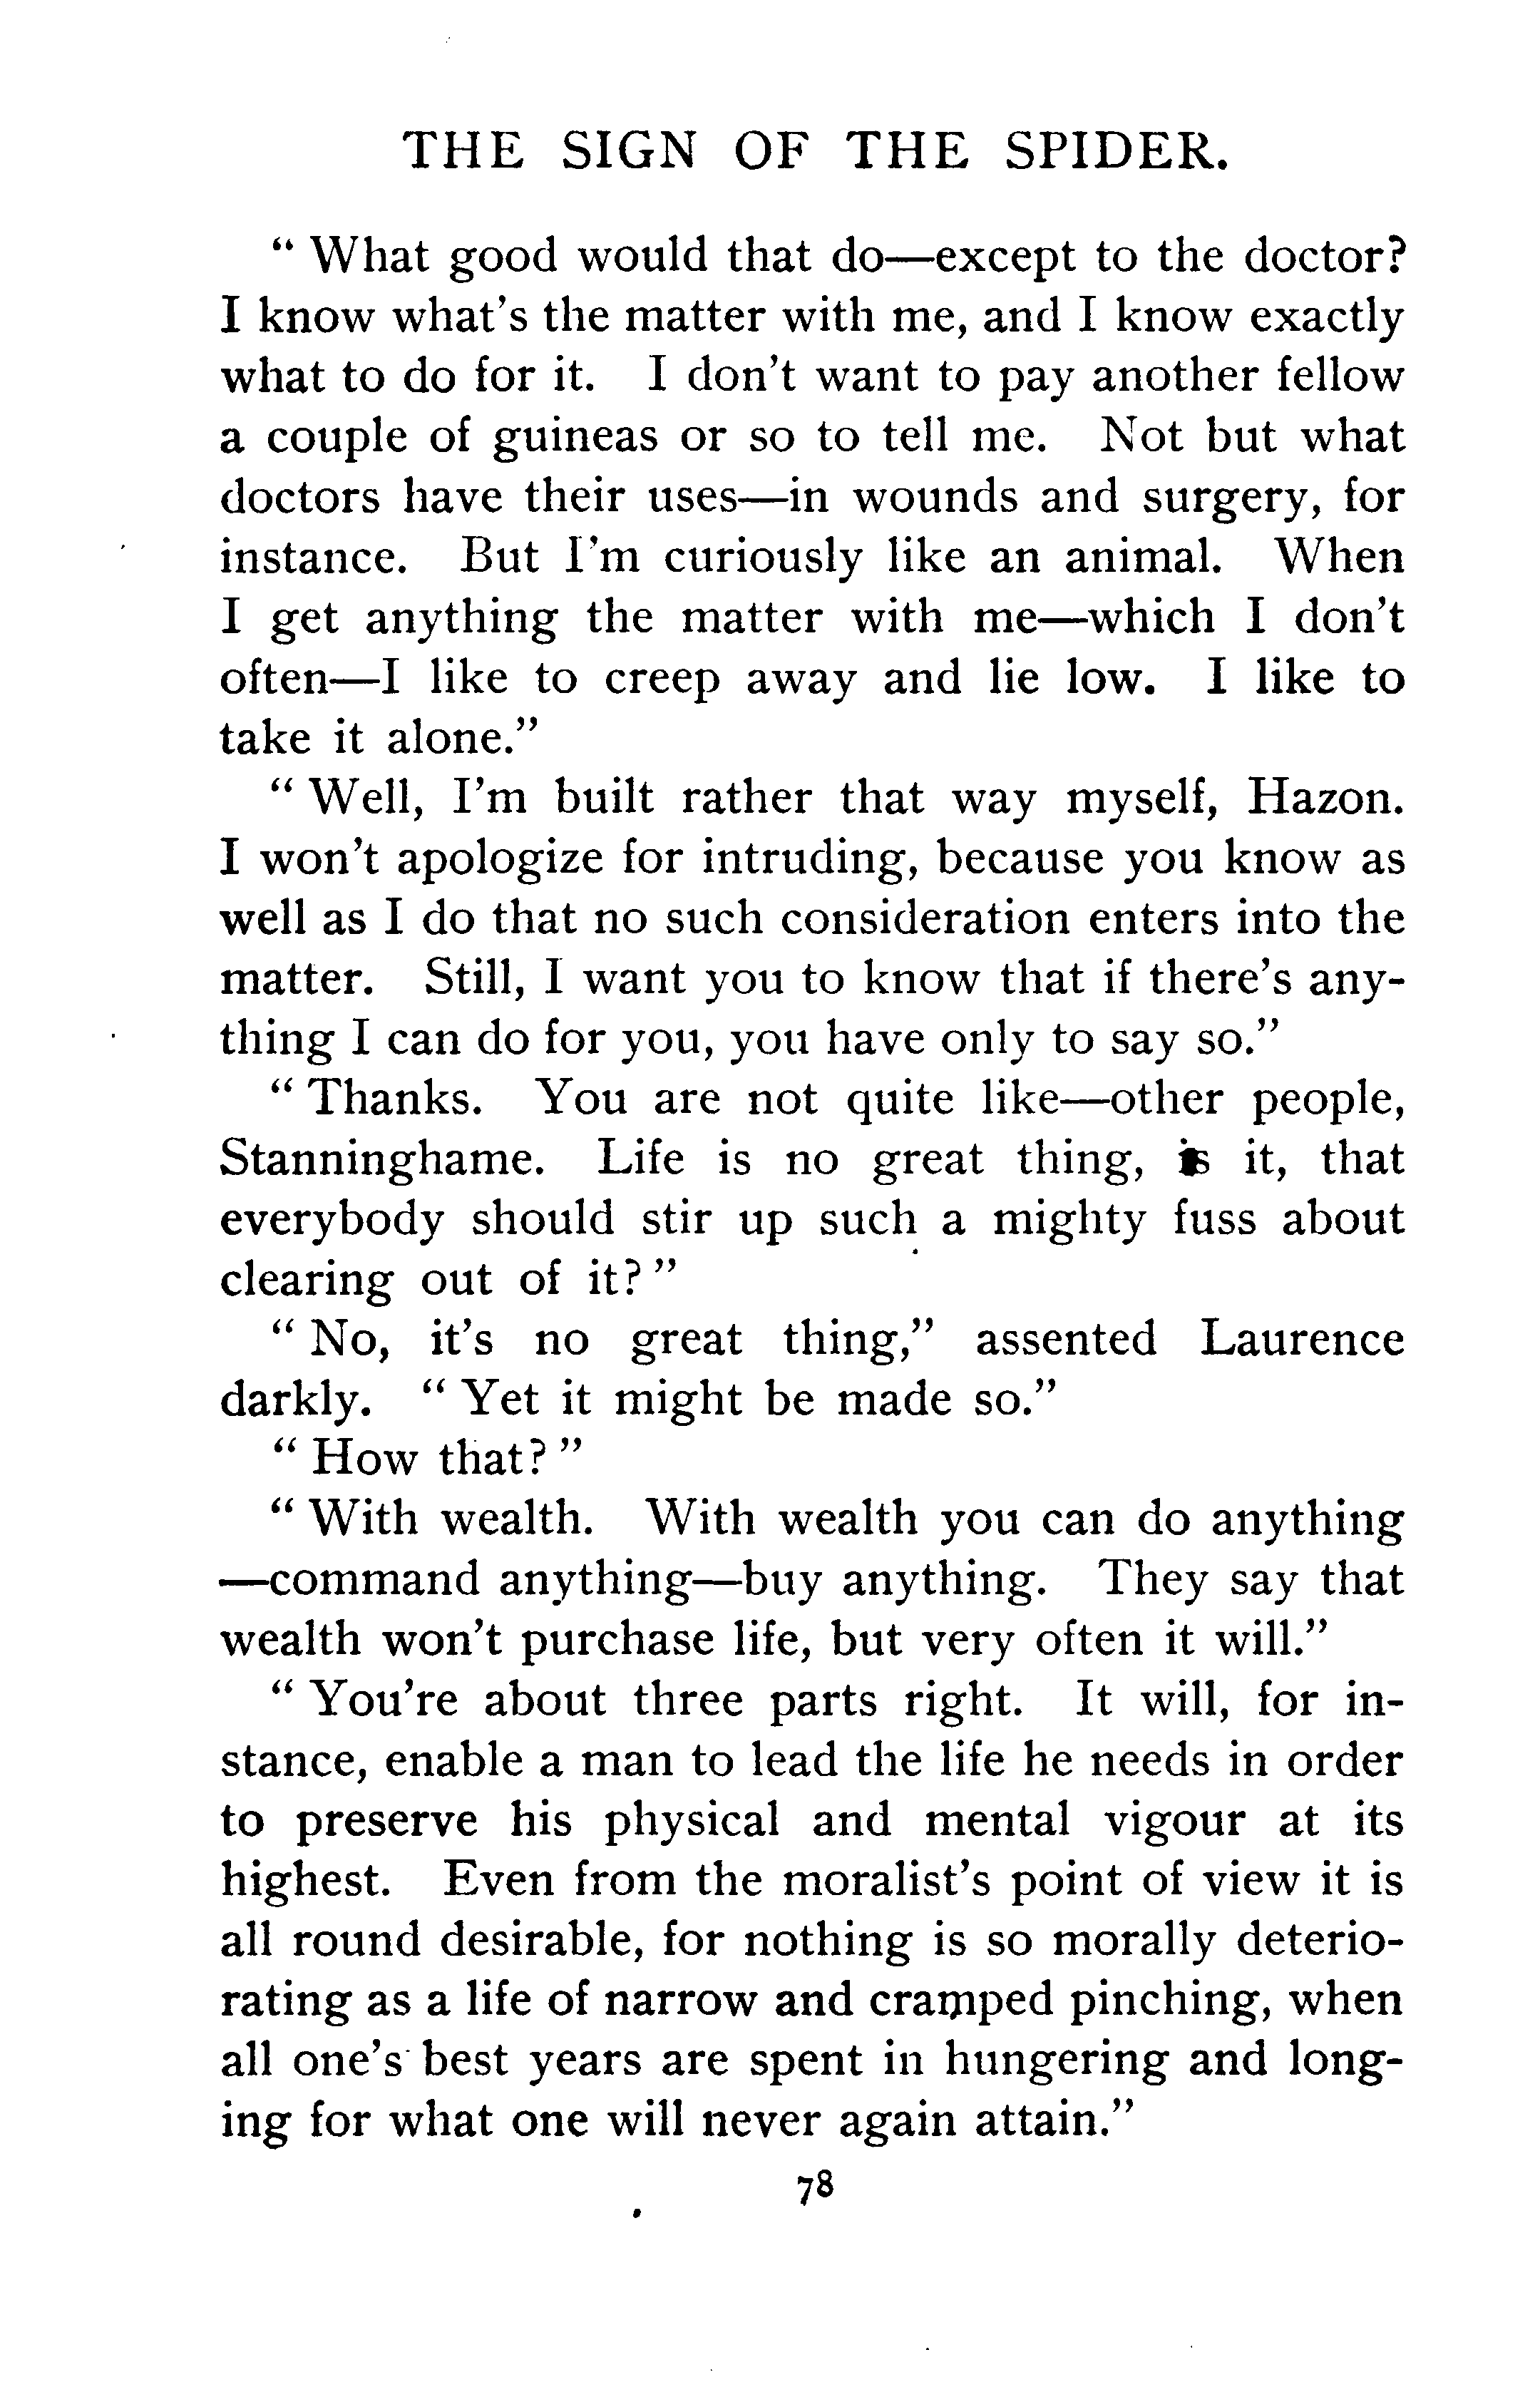 THE SIGN OF THE SPIDER.
“ What good would that do—except to the doctor?
I know what’s the matter with me, and I know exactly
what to do for it. I don’t want to pay another fellow
a couple of guineas or so to tell me. Not but what
doctors have their uses—in wounds and surgery, for
instance. But I’m curiously like an animal. When
I get anything the matter with me—which I don’t
often—I like to creep away and lie low. I like to
take it alone.”
“ Well, I’m built rather that way myself, Hazon.
I won’t apologize for intruding, because you know as
well as I do that no such consideration enters into the
matter. Still, I want you to know that if there’s any-
thing I can do for you, you have only to say so.”
“ Thanks. You are not quite like—other people,
Stanninghame. Life is no great thing, is it, that
everybody should stir up such a mighty fuss about
clearing out of it? ”
“ No, it’s no great thing,” assented Laurence
darkly. “ Yet it might be made so.”
“ How that? ”
“ With wealth. With wealth you can do anything
—command anything—buy anything. They say that
wealth won’t purchase life, but very often it will.”
“ You’re about three parts right. It will, for in-
stance, enable a man to lead the life he needs in order
to preserve his physical and mental vigour at its
highest. Even from the moralist’s point of view it is
all round desirable, for nothing is so morally deterio-
rating as a life of narrow and cramped pinching, when
all one’s best years are spent in hungering and long-
ing for what one will never again attain.”
78